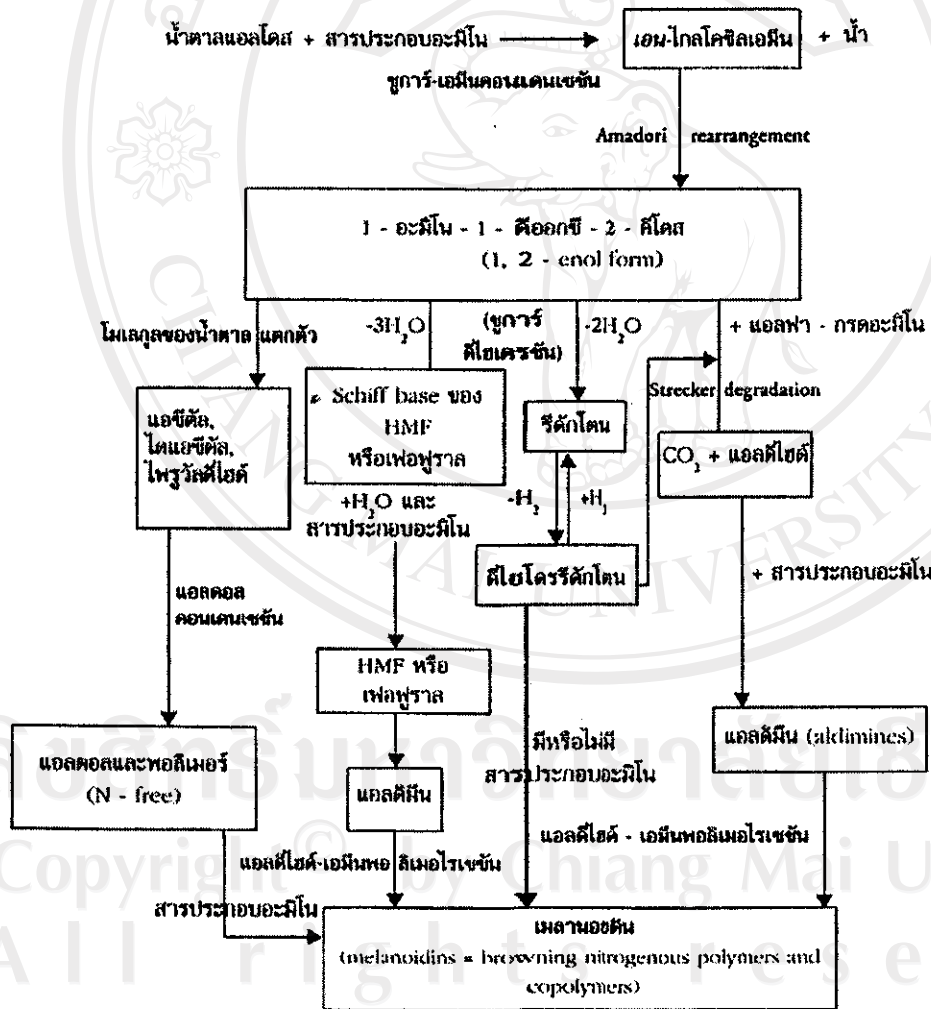 น้ำตาลแอลโดส + สารประกอบอะมิโน
เอน-ไกลโคซิลเอมีน
+ น้ำ
ชูการ์-เอมีนคอนเดนเซชัน
Amadori rearrangement
1 - อะมิโน - 1 - ดีออกซี - 2 - คีโตส
(1, 2 - enol form)
โมเลกุลของน้ำตาล แตกตัว
-3H₂O
(ชูการ์
ดีไฮเดรชัน)
-2H₂O
+ แอลฟา - กรดอะมิโน
Strecker degradation
แอซีตัล,
ไดแอซีตัล,
ไพรูวัลดีไฮด์
Schiff base ของ
HMF
หรือเฟอฟูราล
รีดักโตน
CO₂ + แอลดีไฮด์
+H₂O และ
สารประกอบอะมิโน
-H₂
+H₂
ดีไฮโดรรีดักโตน
+ สารประกอบอะมิโน
แอลดอล
คอนเดนเซชัน
HMF หรือ
เฟอฟูราล
แอลดอลและพอลิเมอร์
(N - free)
แอลดิมีน
มีหรือไม่มี
สารประกอบอะมิโน
แอลดิมีน (aldimines)
แอลดีไฮด์-เอมีนพอ ลิเมอไรเซชัน
แอลดีไฮด์ - เอมีนพอลิเมอไรเซชัน
สารประกอบอะมิโน
เมลานอยดิน
(melanoidins = browning nitrogenous polymers and
copolymers)
CHIANG MAI UNIVERSITY
Copyright © by Chiang Mai U
All rights rese